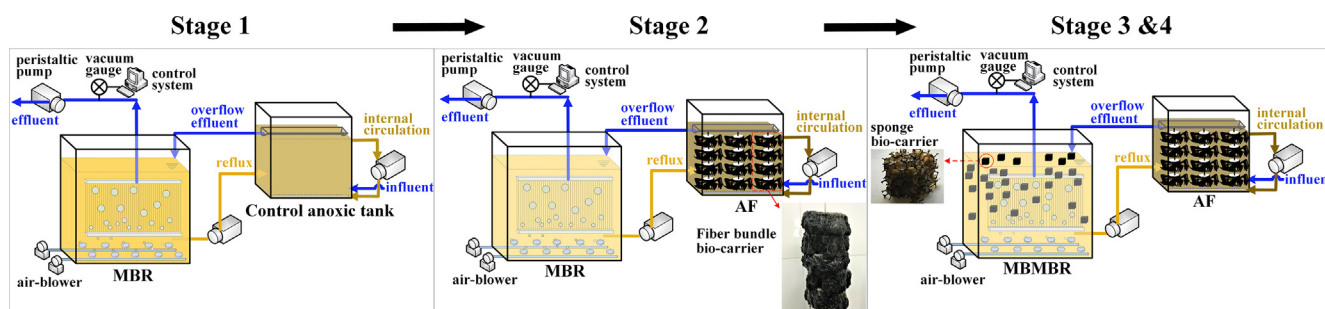 Stage 1
Stage 2
Stage 3 &4
peristaltic
pump
vacuum
gauge
control
system
effluent
overflow
effluent
internal
circulation
reflux
influent
Control anoxic tank
MBR
air-blower
peristaltic
pump
vacuum
gauge
control
system
effluent
overflow
effluent
internal
circulation
reflux
influent
AF
Fiber bundle
bio-carrier
MBR
air-blower
peristaltic
pump
vacuum
gauge
control
system
effluent
overflow
effluent
internal
circulation
sponge
bio-carrier
reflux
influent
AF
MBMBR
air-blower